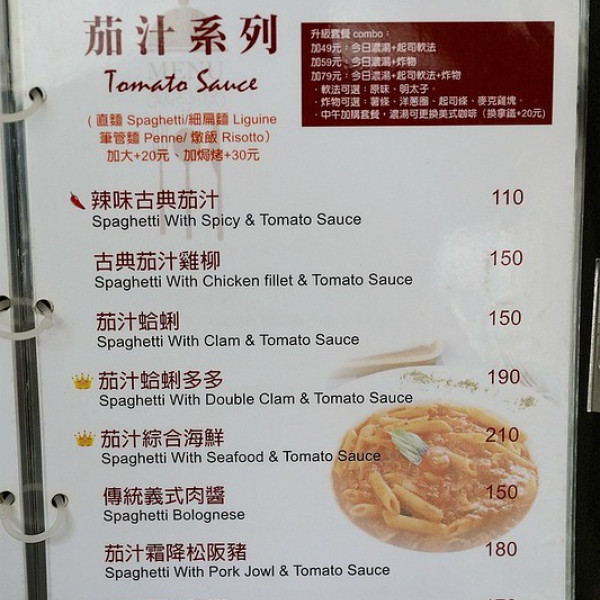 茄汁系列
Tomato Sauce
(直麵 Spaghetti/細扁麵 Liguine
筆管麵 Penne/ 燉飯 Risotto)
加大+20元、加焗烤+30元
升級套餐 combo：
加49元：今日濃湯+起司軟法
加59元：今日濃湯+炸物
加79元：今日濃湯+起司軟法+炸物
．軟法可選：原味、明太子。
．炸物可選：薯條、洋蔥圈、起司條、麥克雞塊。
．中午加購套餐，濃湯可更換美式咖啡（換拿鐵+20元)
辣味古典茄汁 110
Spaghetti With Spicy & Tomato Sauce
古典茄汁雞柳 150
Spaghetti With Chicken fillet & Tomato Sauce
茄汁蛤蜊 150
Spaghetti With Clam & Tomato Sauce
茄汁蛤蜊多多 190
Spaghetti With Double Clam & Tomato Sauce
茄汁綜合海鮮 210
Spaghetti With Seafood & Tomato Sauce
傳統義式肉醬 150
Spaghetti Bolognese
茄汁霜降松阪豬 180
Spaghetti With Pork Jowl & Tomato Sauce